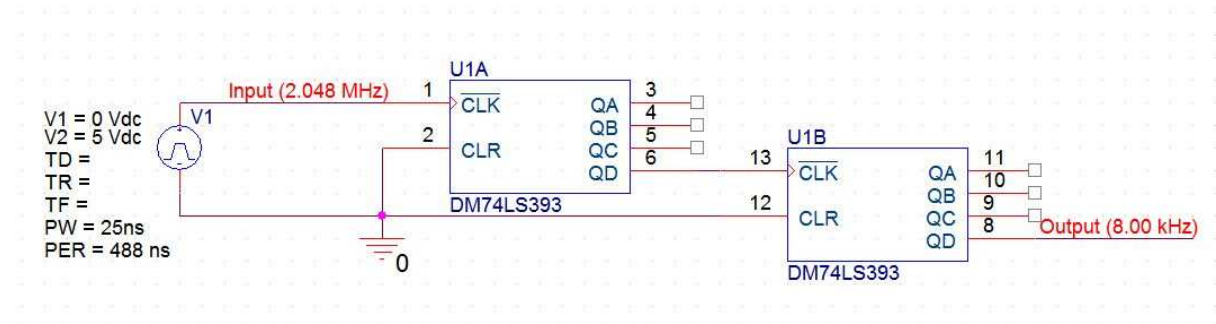 U1A
Input (2.048 MHz)
1
CLK
QA
3
QB
4
2
CLR
QC
5
QD
6
DM74LS393
V1 = 0 Vdc
V2 = 5 Vdc
TD =
TR =
TF =
PW = 25ns
PER = 488 ns
V1
0
U1B
13
CLK
QA
11
QB
10
12
CLR
QC
9
QD
8
Output (8.00 kHz)
DM74LS393